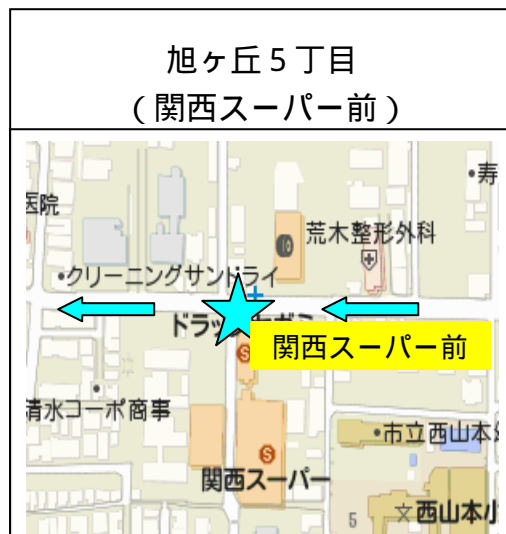 旭ヶ丘５丁目
（関西スーパー前）
•寿
医院
荒木整形外科
•クリーニングサンドライ
ドラッ
関西スーパー前
S
清水コーポ商事
•市立西山本
S
関西スーパー
5
西山本小